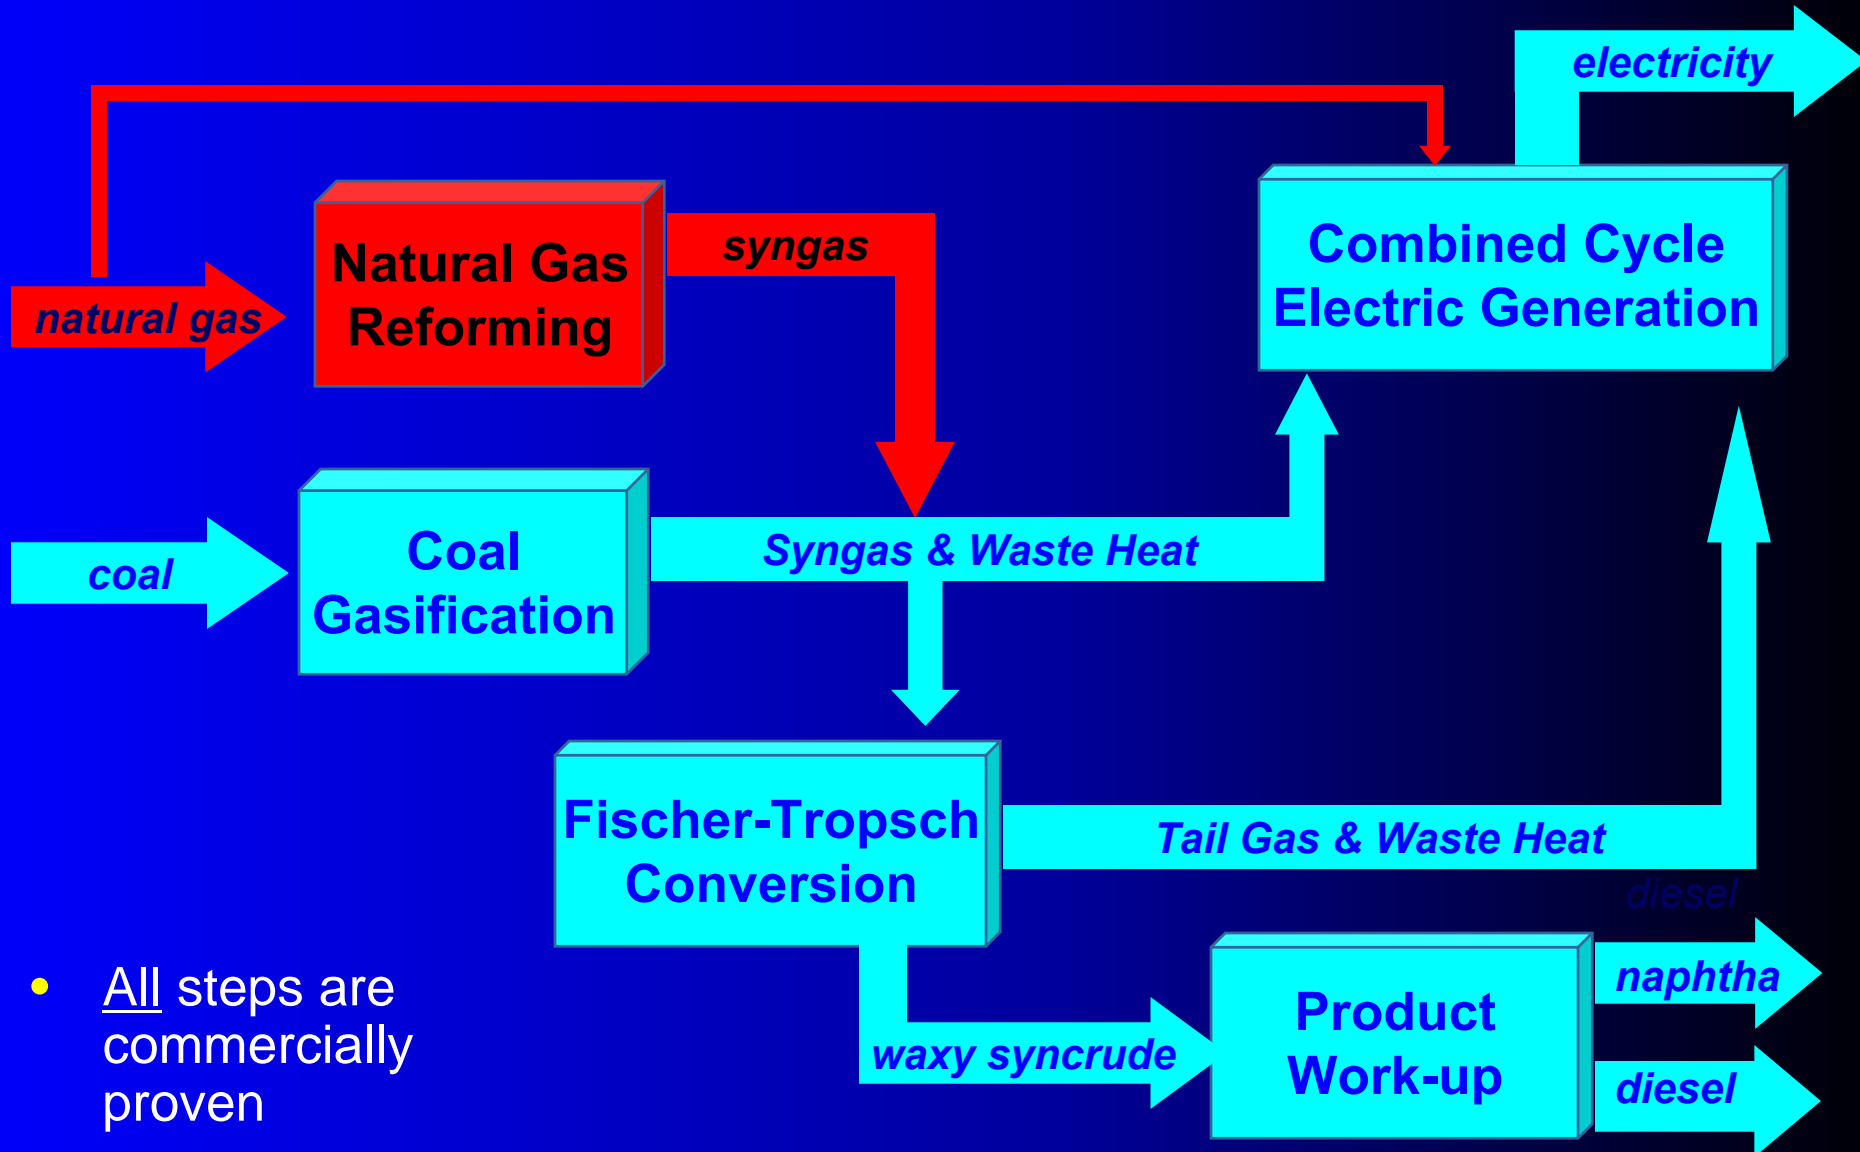 electricity
Natural Gas
Reforming
syngas
Combined Cycle
Electric Generation
natural gas
Coal
Gasification
Syngas & Waste Heat
coal
Fischer-Tropsch
Conversion
Tail Gas & Waste Heat
diesel
naphtha
Product
Work-up
waxy syncrude
diesel
• All steps are
commercially
proven